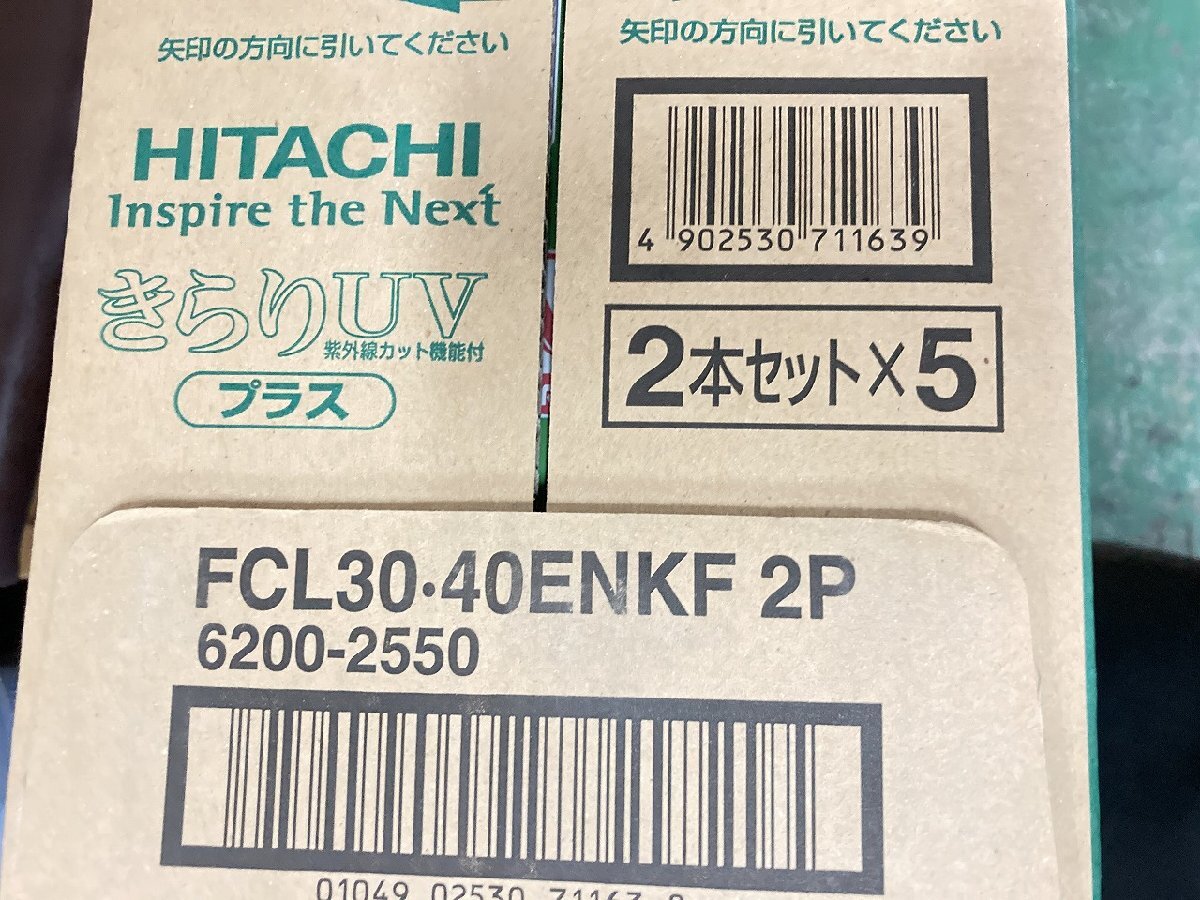 矢印の方向に引いてください
HITACHI
Inspire the Next
きらりUV
紫外線カット機能付
プラス
矢印の方向に引いてください
4 902530 711639
2本セット×5
FCL30・40ENKF 2P
6200-2550
01049 02530 71163